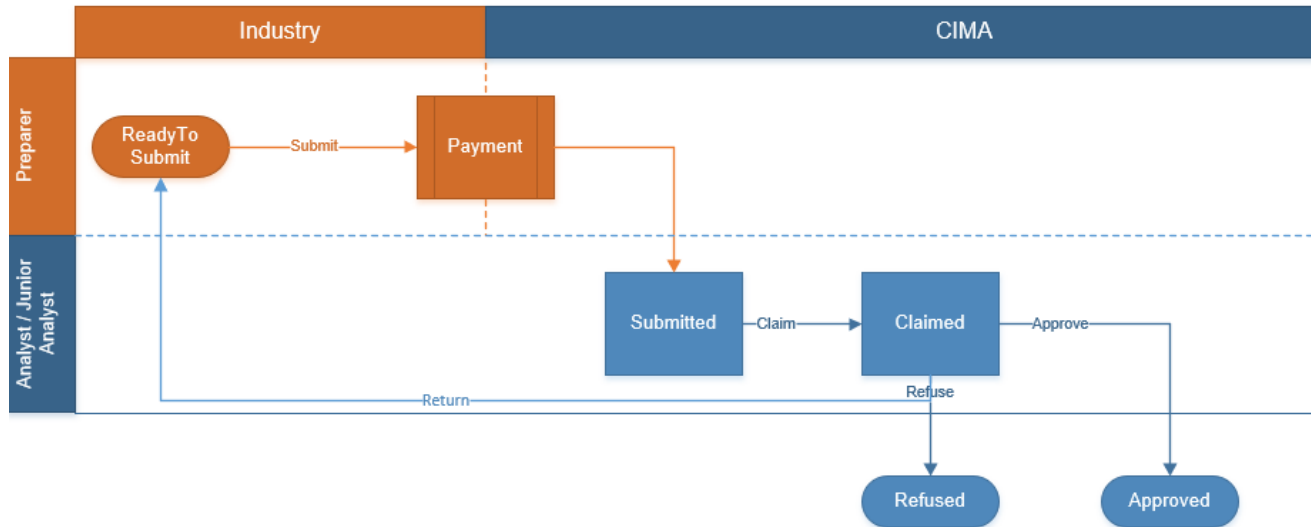 Industry
CIMA
Preparer
ReadyTo
Submit
Submit
Payment
Analyst / Junior
Analyst
Submitted
Claim
Claimed
Approve
Return
Refuse
Refused
Approved